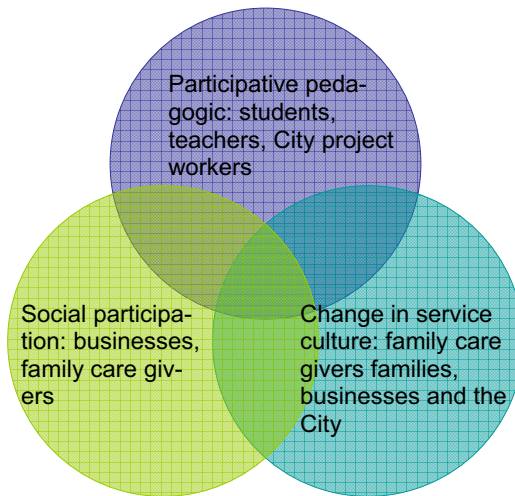 Participative peda-
gogic: students,
teachers, City project
workers
Social participa-
tion: businesses,
family care giv-
ers
Change in service
culture: family care
givers families,
businesses and the
City